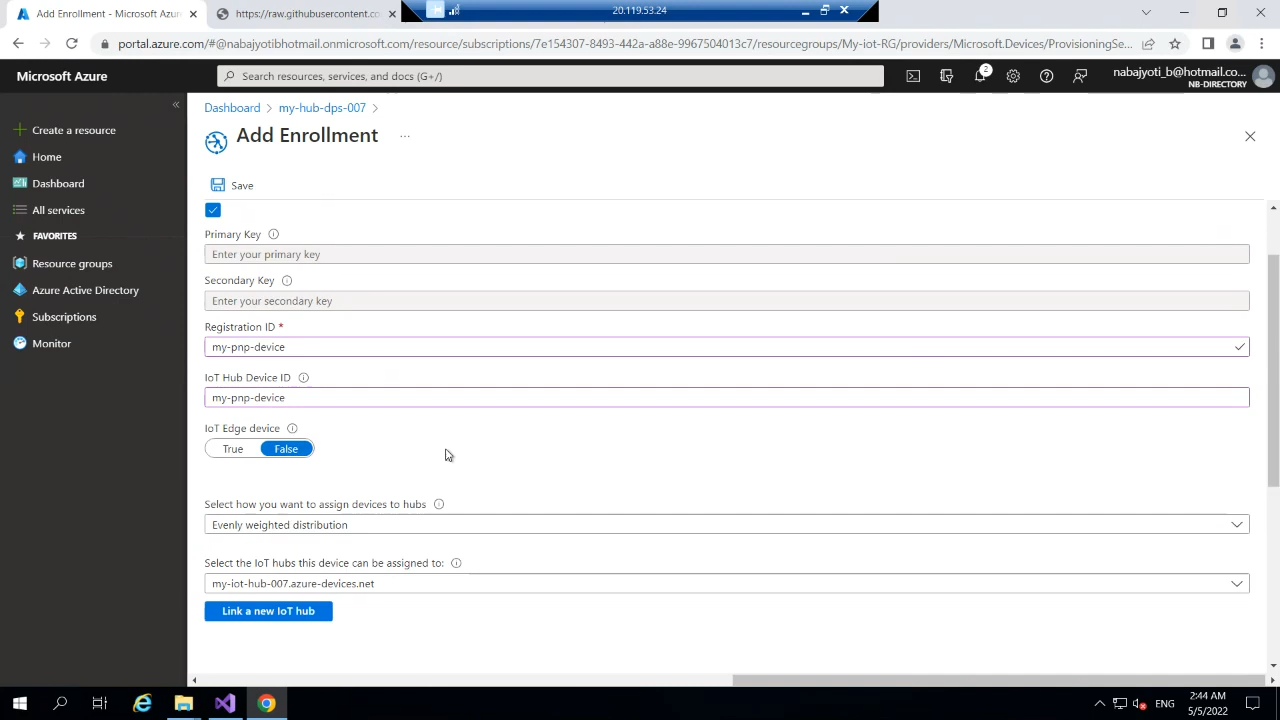 Add Enrollment - Microsoft Azur
https://raw.githubusercontent.co
20.119.53.24
portal.azure.com/#@nabajyotibhotmail.onmicrosoft.com/resource/subscriptions/7e154307-8493-442a-a88e-9967504013c7/resourcegroups/My-iot-RG/providers/Microsoft.Devices/ProvisioningSe...
Microsoft Azure
Search resources, services, and docs (G+/)
2
nabajyoti_b@hotmail.co...
NB-DIRECTORY
Create a resource
Home
Dashboard
All services
FAVORITES
Resource groups
Azure Active Directory
Subscriptions
Monitor
Dashboard > my-hub-dps-007 >
Add Enrollment ...
Save
Primary Key
Enter your primary key
Secondary Key
Enter your secondary key
Registration ID *
my-pnp-device
IoT Hub Device ID
my-pnp-device
IoT Edge device
True False
Select how you want to assign devices to hubs
Evenly weighted distribution
Select the IoT hubs this device can be assigned to:
my-iot-hub-007.azure-devices.net
Link a new IoT hub
ENG
2:44 AM
5/5/2022